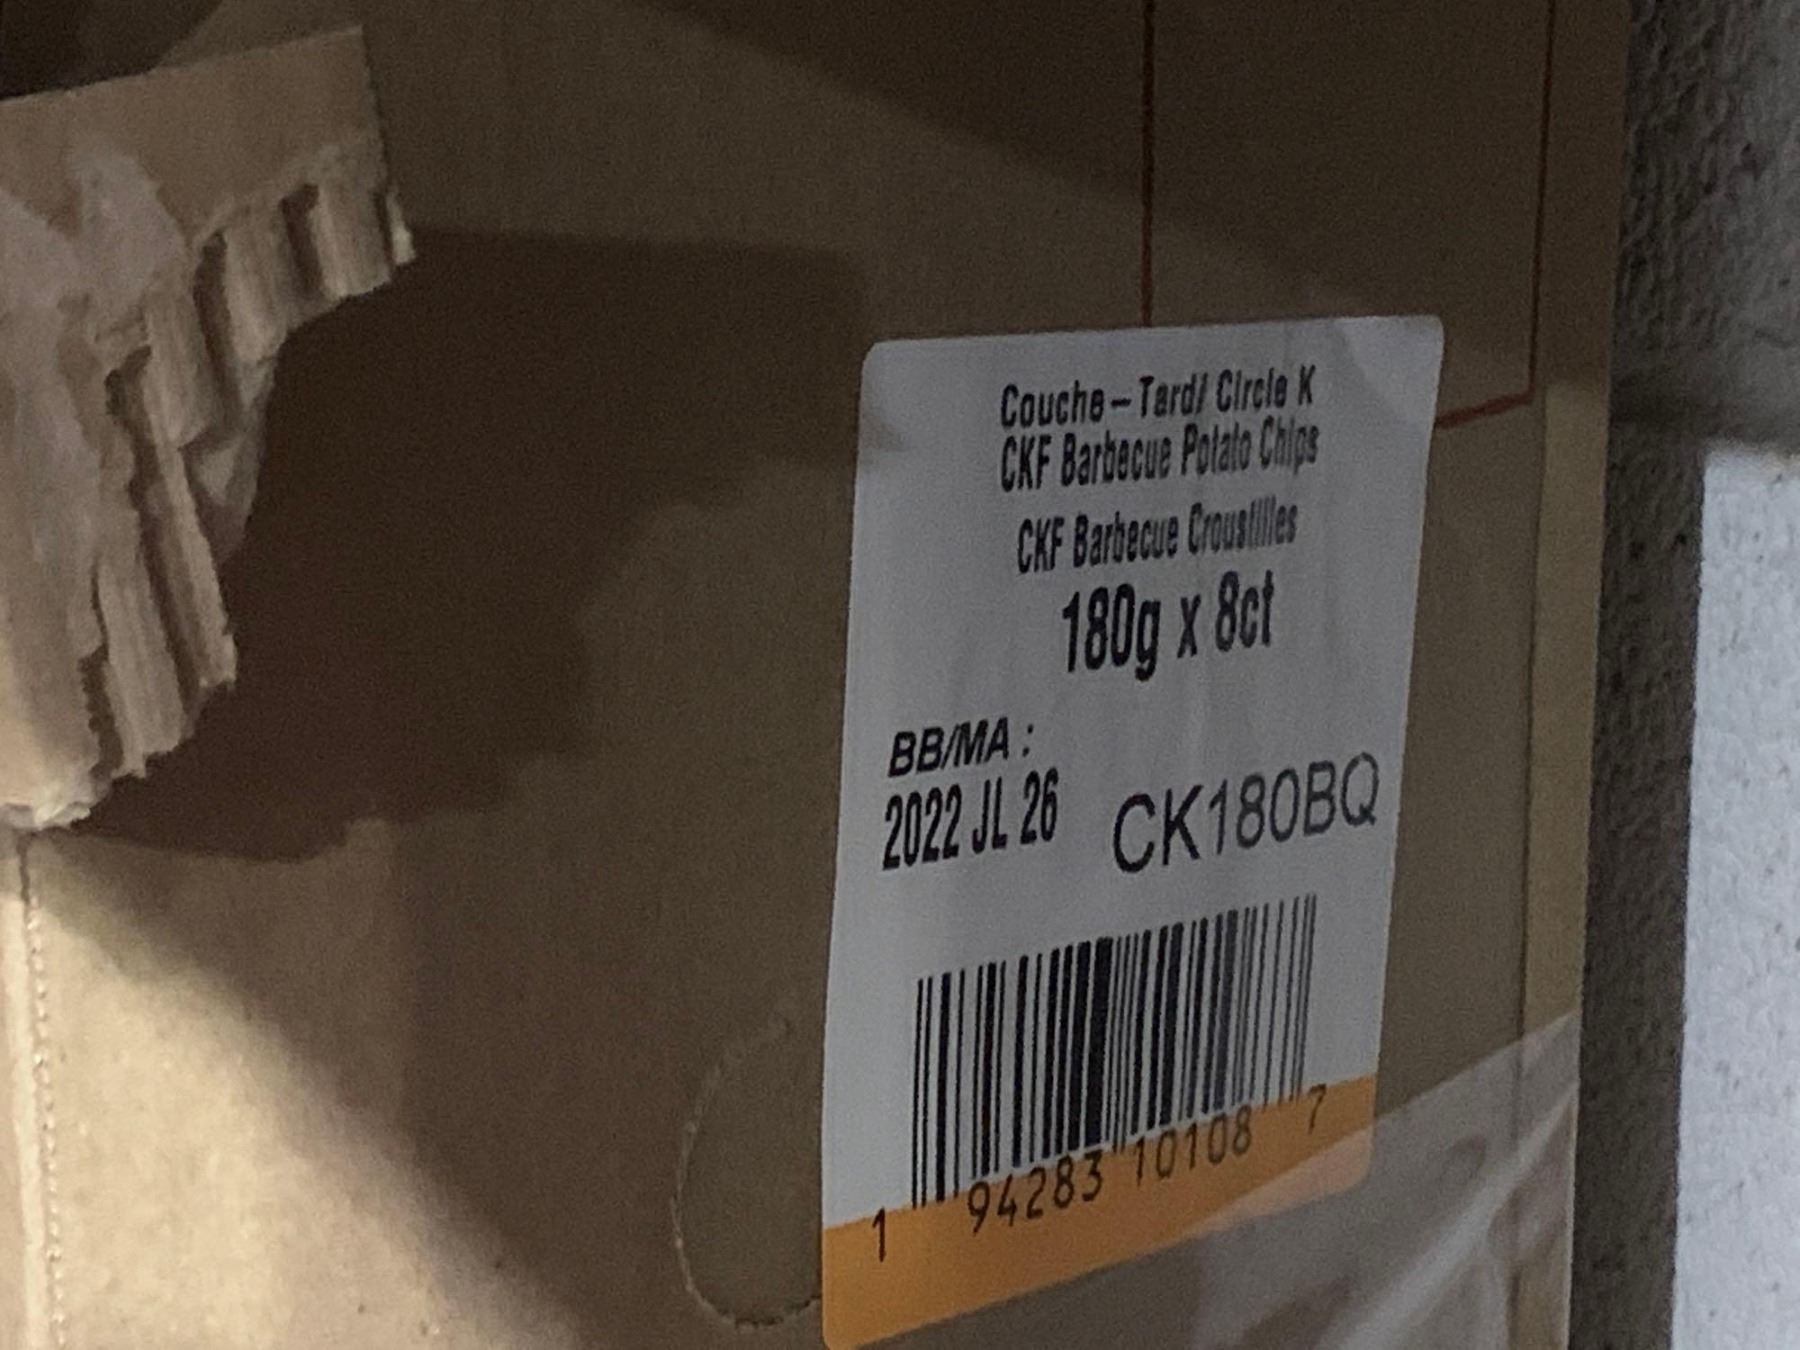 Couche-Tard/ Circle K
CKF Barbecue Potato Chips
CKF Barbecue Croustilles
180g x 8ct
BB/MA :
2022 JL 26
CK180BQ
1 94283 10108 7